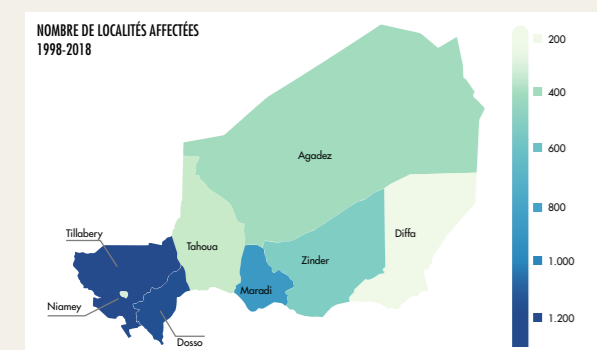 NOMBRE DE LOCALITÉS AFFECTÉES
1998-2018
200
400
600
800
1.000
1.200
Agadez
Tillabery
Tahoua
Diffa
Zinder
Maradi
Niamey
Dosso